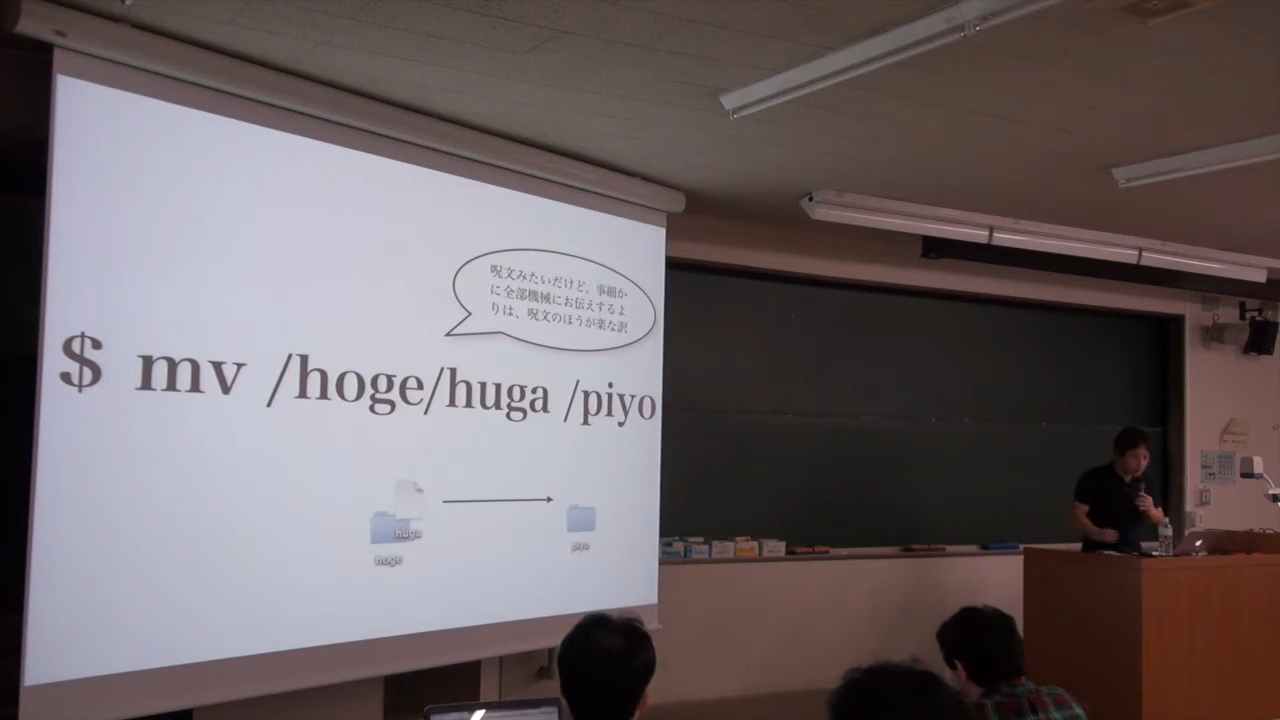 呪文みたいだけど、事細か
に全部機械にお伝えするよ
りは、呪文のほうが楽な訳
$ mv /hoge/huga /piyo
huga
hoge
piyo